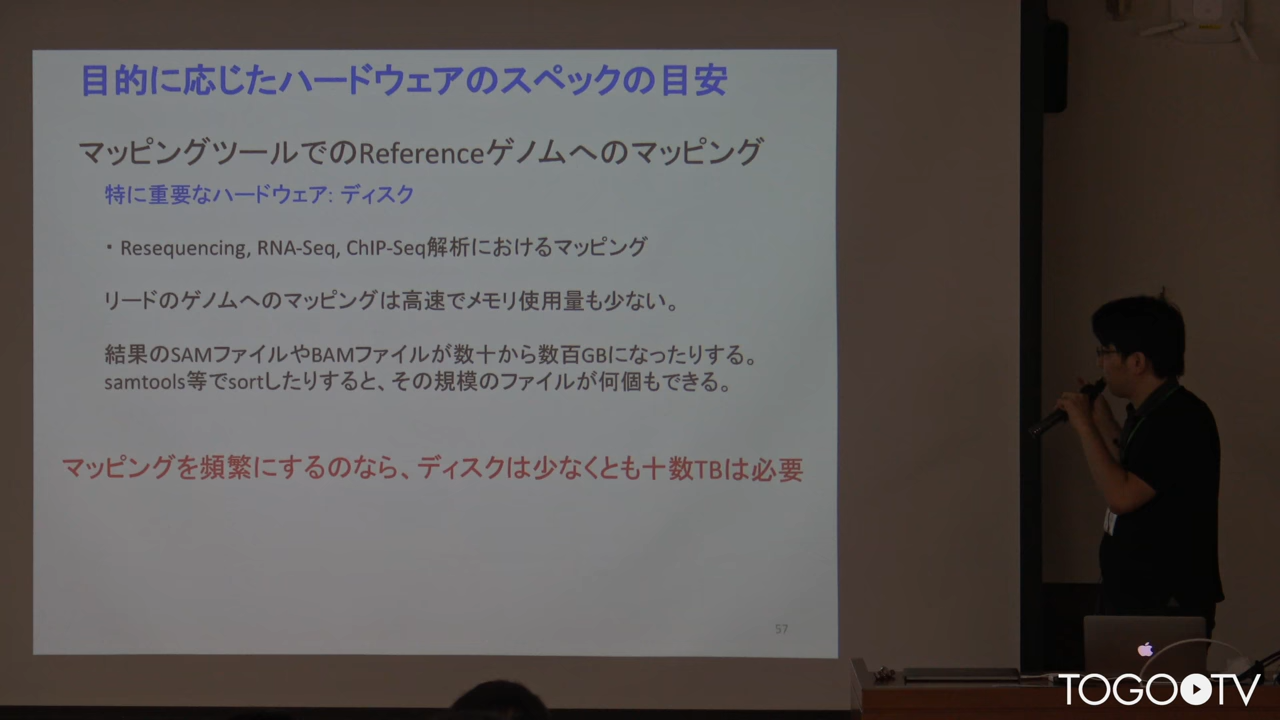 目的に応じたハードウェアのスペックの目安
マッピングツールでのReferenceゲノムへのマッピング
特に重要なハードウェア: ディスク
・Resequencing, RNA-Seq, ChIP-Seq解析におけるマッピング
リードのゲノムへのマッピングは高速でメモリ使用量も少ない。
結果のSAMファイルやBAMファイルが数十から数百GBになったりする。
samtools等でsortしたりすると、その規模のファイルが何個もできる。
マッピングを頻繁にするのなら、ディスクは少なくとも十数TBは必要
57
TOGO TV